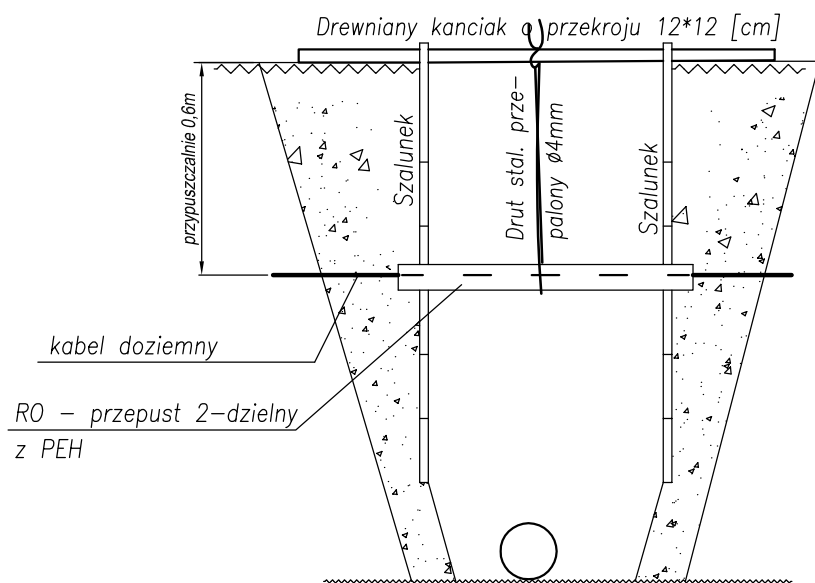 Drewniany kanciak o przekroju 12*12 [cm]
przypuszczalnie 0,6m
Szalunek
Drut stal. prze-
palony ø4mm
Szalunek
kabel doziemny
RO - przepust 2-dzielny
z PEH